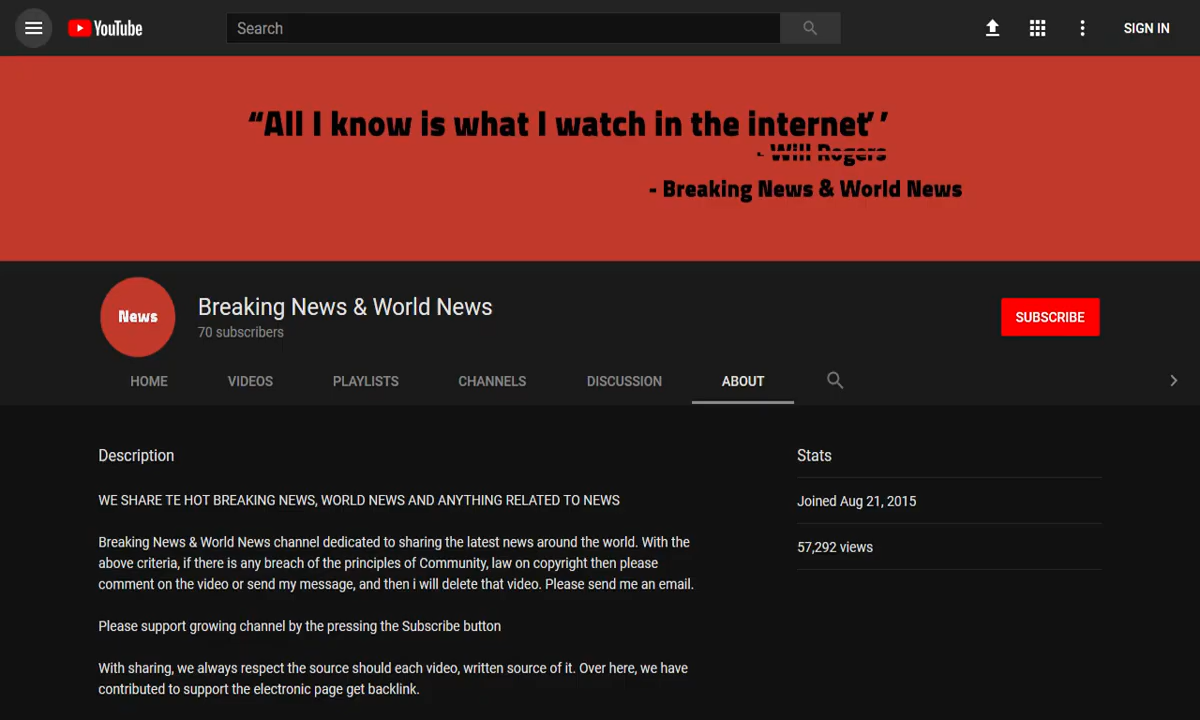 YouTube
Search
SIGN IN
“All I know is what I watch in the internet’’
- Will Rogers
- Breaking News & World News
News
Breaking News & World News
70 subscribers
SUBSCRIBE
HOME VIDEOS PLAYLISTS CHANNELS DISCUSSION ABOUT
Description
WE SHARE TE HOT BREAKING NEWS, WORLD NEWS AND ANYTHING RELATED TO NEWS
Breaking News & World News channel dedicated to sharing the latest news around the world. With the
above criteria, if there is any breach of the principles of Community, law on copyright then please
comment on the video or send my message, and then i will delete that video. Please send me an email.
Please support growing channel by the pressing the Subscribe button
With sharing, we always respect the source should each video, written source of it. Over here, we have
contributed to support the electronic page get backlink.
Stats
Joined Aug 21, 2015
57,292 views